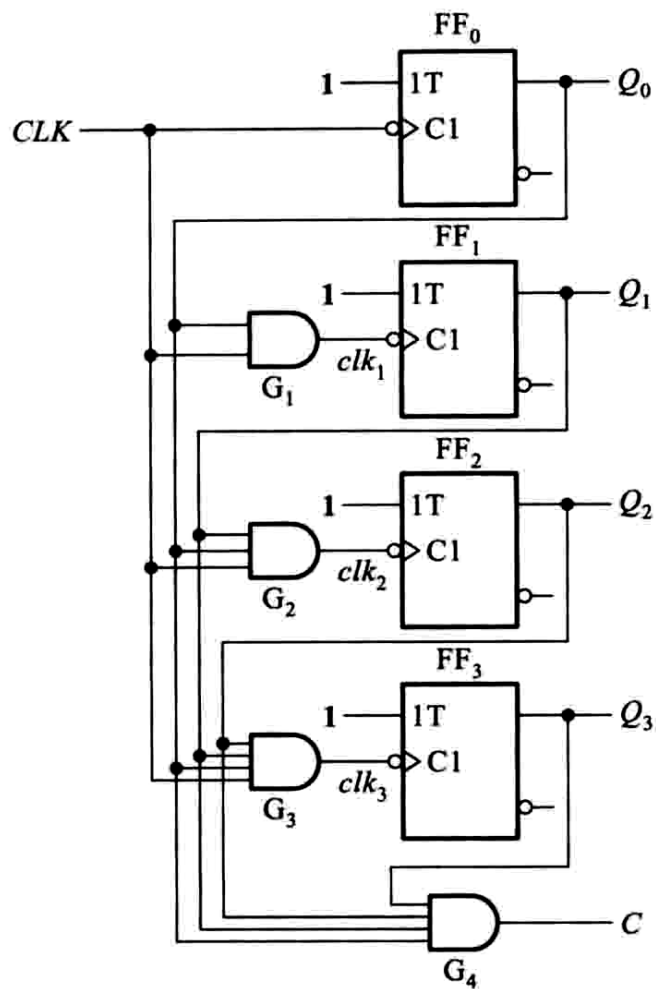 FF₀
1 1T Q₀
CLK C1
FF₁
1 1T Q₁
clk₁ C1
G₁
FF₂
1 1T Q₂
clk₂ C1
G₂
FF₃
1 1T Q₃
clk₃ C1
G₃
C
G₄